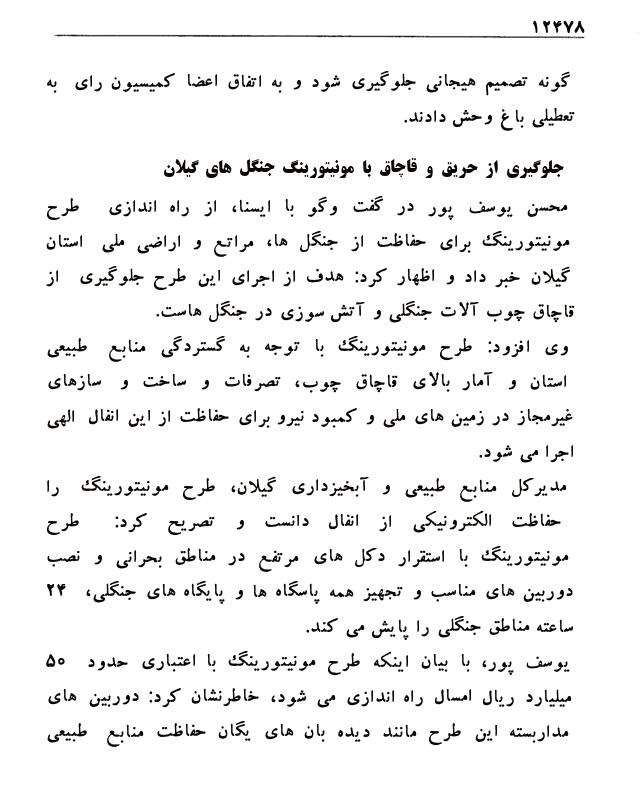 ۱۲۴۷۸
گونه تصمیم هیجانی جلوگیری شود و به اتفاق اعضا کمیسیون رای به
تعطیلی باغ وحش دادند.
جلوگیری از حریق و قاچاق با مونیتورینگ جنگل های گیلان
محسن یوسف پور در گفت وگو با ایسنا، از راه اندازی طرح
مونیتورینگ برای حفاظت از جنگل ها، مراتع و اراضی ملی استان
گیلان خبر داد و اظهار کرد: هدف از اجرای این طرح جلوگیری از
قاچاق چوب آلات جنگلی و آتش سوزی در جنگل هاست.
وی افزود: طرح مونیتورینگ با توجه به گستردگی منابع طبیعی
استان و آمار بالای قاچاق چوب، تصرفات و ساخت و سازهای
غیرمجاز در زمین های ملی و کمبود نیرو برای حفاظت از این انفال الهی
اجرا می شود.
مدیرکل منابع طبیعی و آبخیزداری گیلان، طرح مونیتورینگ را
حفاظت الکترونیکی از انفال دانست و تصریح کرد: طرح
مونیتورینگ با استقرار دکل های مرتفع در مناطق بحرانی و نصب
دوربین های مناسب و تجهیز همه پاسگاه ها و پایگاه های جنگلی، ۲۴
ساعته مناطق جنگلی را پایش می کند.
یوسف پور، با بیان اینکه طرح مونیتورینگ با اعتباری حدود ۵۰
میلیارد ریال امسال راه اندازی می شود، خاطرنشان کرد: دوربین های
مداربسته این طرح مانند دیده بان های یگان حفاظت منابع طبیعی